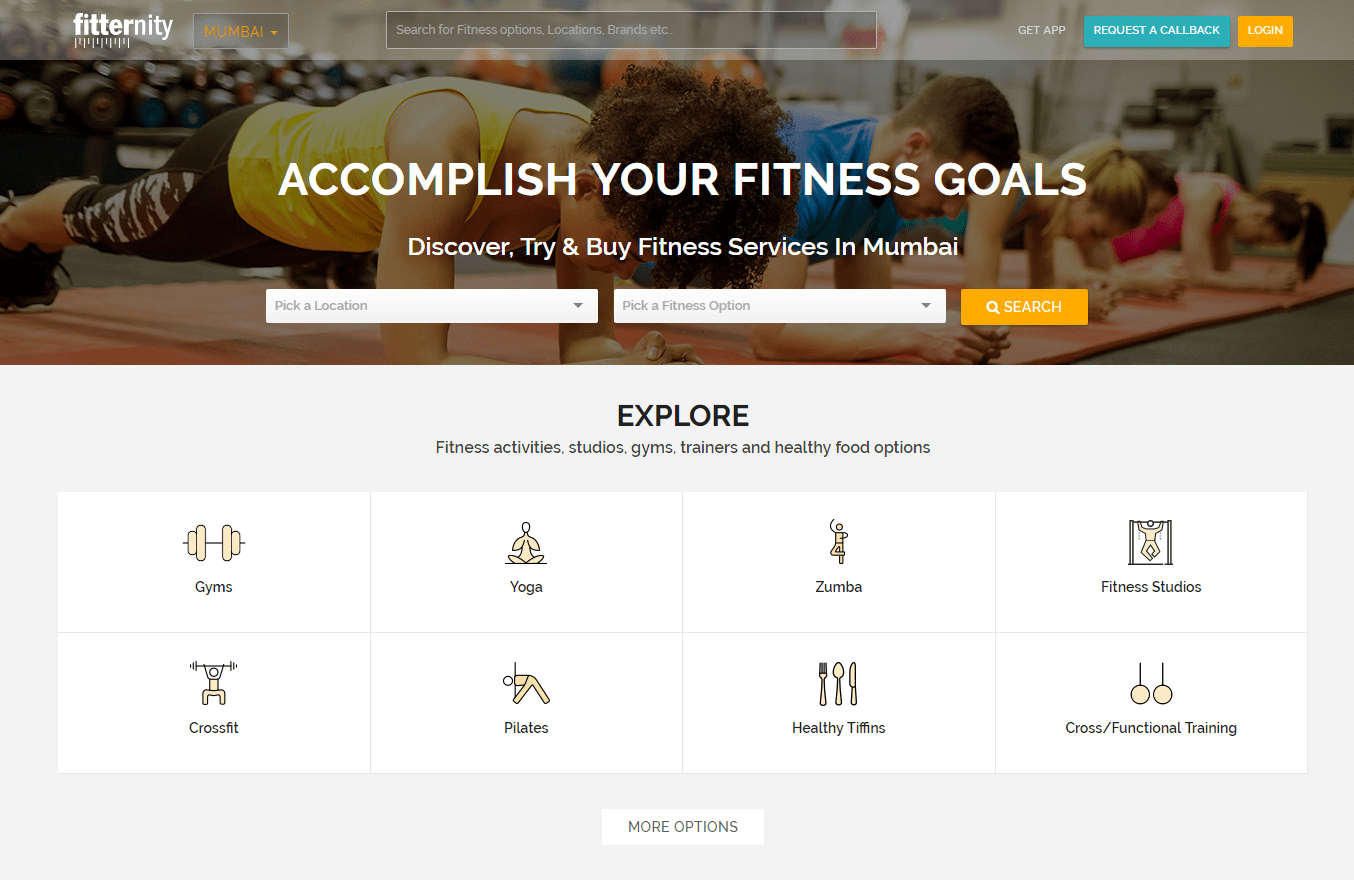 fitternity
MUMBAI
Search for Fitness options, Locations, Brands etc..
GET APP
REQUEST A CALLBACK
LOGIN
ACCOMPLISH YOUR FITNESS GOALS
Discover, Try & Buy Fitness Services In Mumbai
Pick a Location
Pick a Fitness Option
SEARCH
EXPLORE
Fitness activities, studios, gyms, trainers and healthy food options
Gyms
Yoga
Zumba
Fitness Studios
Crossfit
Pilates
Healthy Tiffins
Cross/Functional Training
MORE OPTIONS